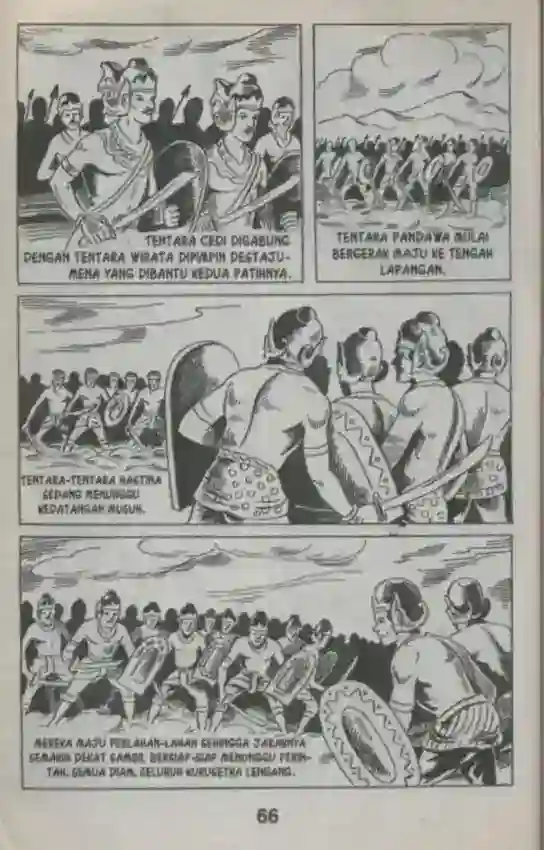 TENTARA CEDI DIGABUNG
DENGAN TENTARA WIRATA DIPIMPIN DESTAJU-
MENA YANG DIBANTU KEDUA PATIHNYA.
TENTARA PANDAWA MULAI
BERGERAK MAJU KE TENGAH
LAPANGAN.
TENTARA-TENTARA HASTINA
SEDANG MENUNGGU
KEDATANGAN MUSUH.
MEREKA MAJU PERLAHAN-LAHAN SEHINGGA JARAKNYA
SEMAKIN DEKAT SAMBIL BERSIAP-SIAP MENUNGGU PERIN-
TAH. SEMUA DIAM. SELURUH KURUSETRA LENGANG.
66